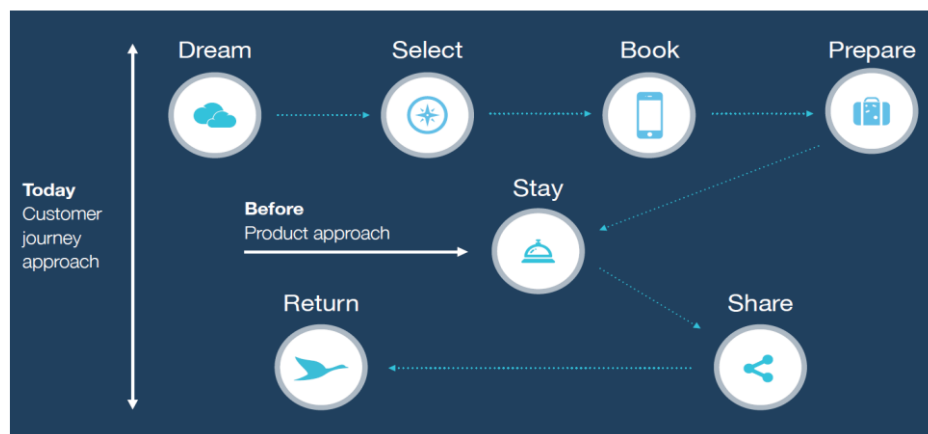 Dream
Select
Book
Prepare
Today
Customer
journey
approach
Before
Product approach
Stay
Return
Share